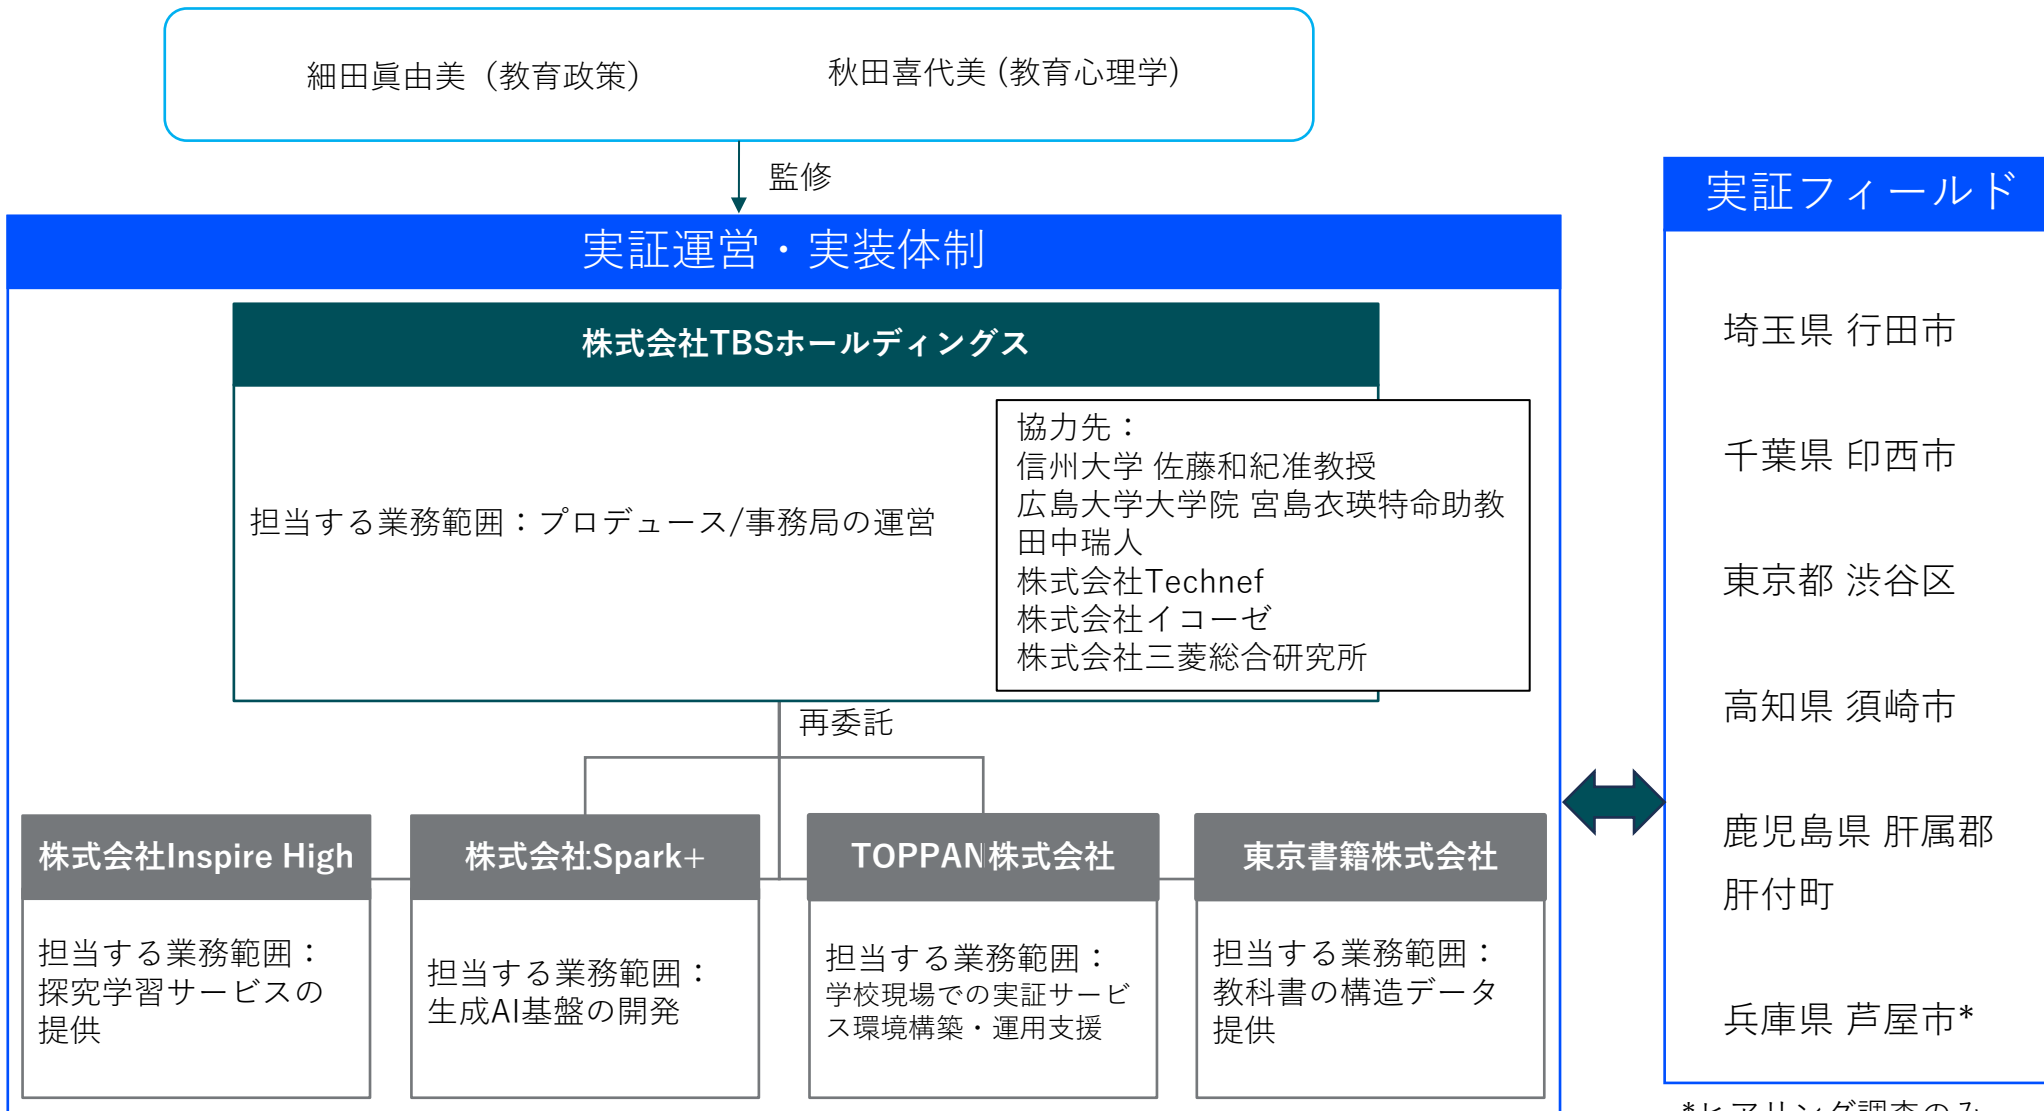 細田眞由美（教育政策）
秋田喜代美 (教育心理学)
監修
実証運営・実装体制
株式会社TBSホールディングス
担当する業務範囲：プロデュース/事務局の運営
協力先：
信州大学 佐藤和紀准教授
広島大学大学院 宮島衣瑛特命助教
田中瑞人
株式会社Technef
株式会社イコーゼ
株式会社三菱総合研究所
再委託
株式会社Inspire High
担当する業務範囲：
探究学習サービスの
提供
株式会社Spark+
担当する業務範囲：
生成AI基盤の開発
TOPPAN株式会社
担当する業務範囲：
学校現場での実証サービ
ス環境構築・運用支援
東京書籍株式会社
担当する業務範囲：
教科書の構造データ
提供
実証フィールド
埼玉県 行田市
千葉県 印西市
東京都 渋谷区
高知県 須崎市
鹿児島県 肝属郡
肝付町
兵庫県 芦屋市*
*ヒアリング調査のみ